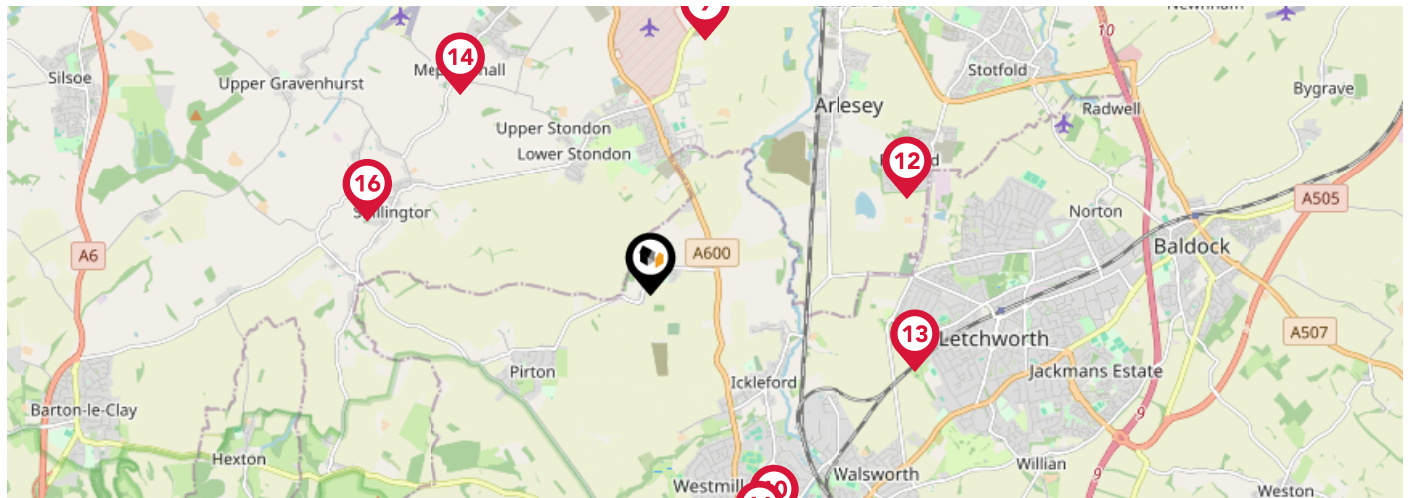 10
14
Silsoe
Upper Gravenhurst
Stotfold
Bygrave
Arlesey
Radwell
Upper Stondon
Lower Stondon
12
16
A505
Norton
A6
A600
Baldock
13
A507
Letchworth
Pirton
Jackmans Estate
Ickleford
Barton-le-Clay
9
Hexton
Walsworth
Willian
9
Weston